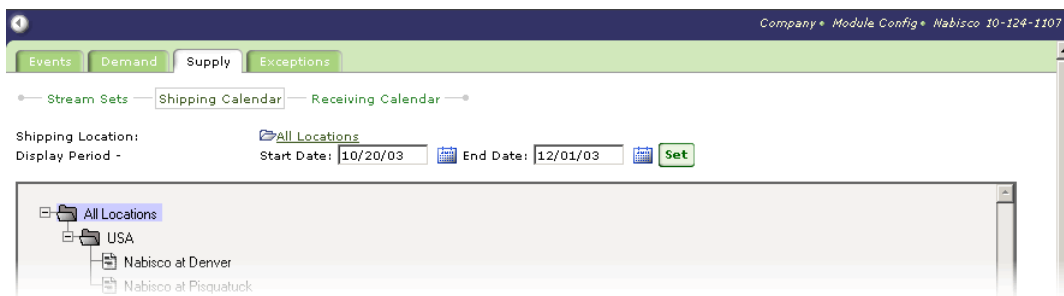 Company • Module Config • Nabisco 10-124-1107
Events Demand Supply Exceptions
Stream Sets Shipping Calendar Receiving Calendar
Shipping Location: All Locations
Display Period - Start Date: 10/20/03 End Date: 12/01/03 Set
All Locations
USA
Nabisco at Denver
Nabisco at Pisquatuck